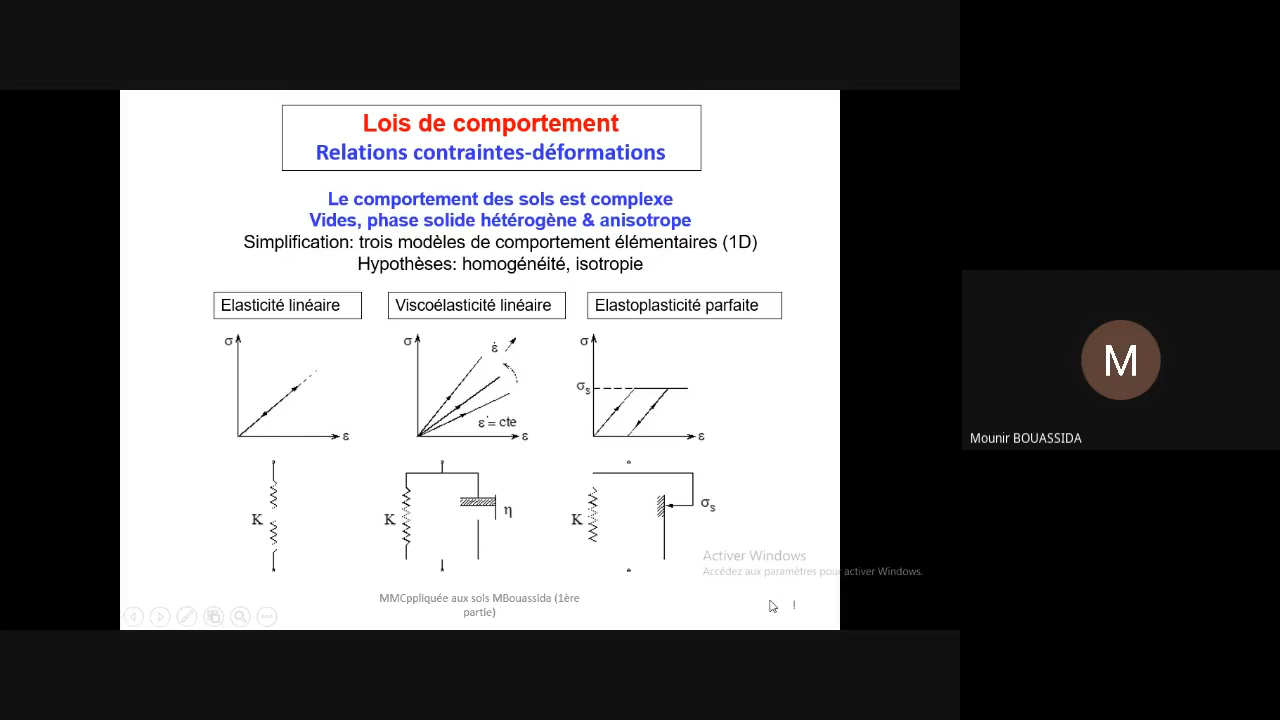 Lois de comportement
Relations contraintes-déformations
Le comportement des sols est complexe
Vides, phase solide hétérogène & anisotrope
Simplification: trois modèles de comportement élémentaires (1D)
Hypothèses: homogénéité, isotropie
Elasticité linéaire
Viscoélasticité linéaire
Elastoplasticité parfaite
σ
ε
σ
ε̇
ε̇ = cte
ε
σ
σs
ε
K
K
η
K
σs
Activer Windows
Accédez aux paramètres pour activer Windows.
MMCppliquée aux sols MBouassida (1ère
partie)
!
M
Mounir BOUASSIDA